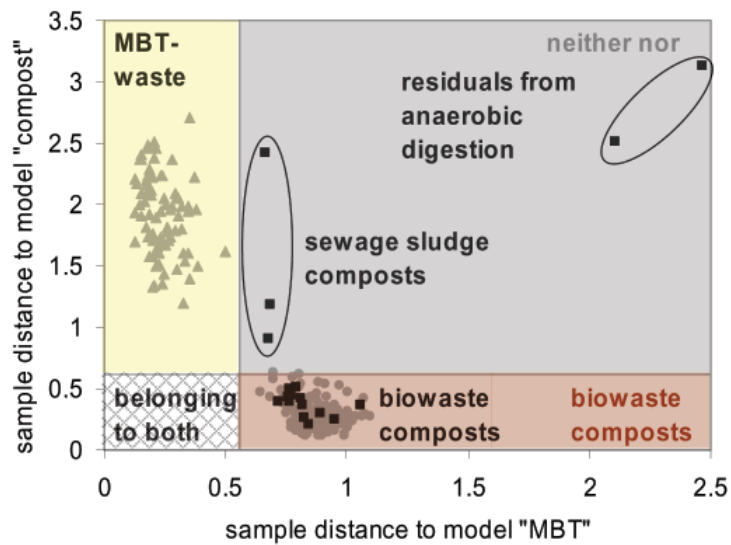 3.5
3
2.5
2
1.5
1
0.5
0
sample distance to model "compost"
MBT-
waste
neither nor
residuals from
anaerobic
digestion
sewage sludge
composts
belonging
to both
biowaste
composts
biowaste
composts
0
0.5
1
1.5
2
2.5
sample distance to model "MBT"